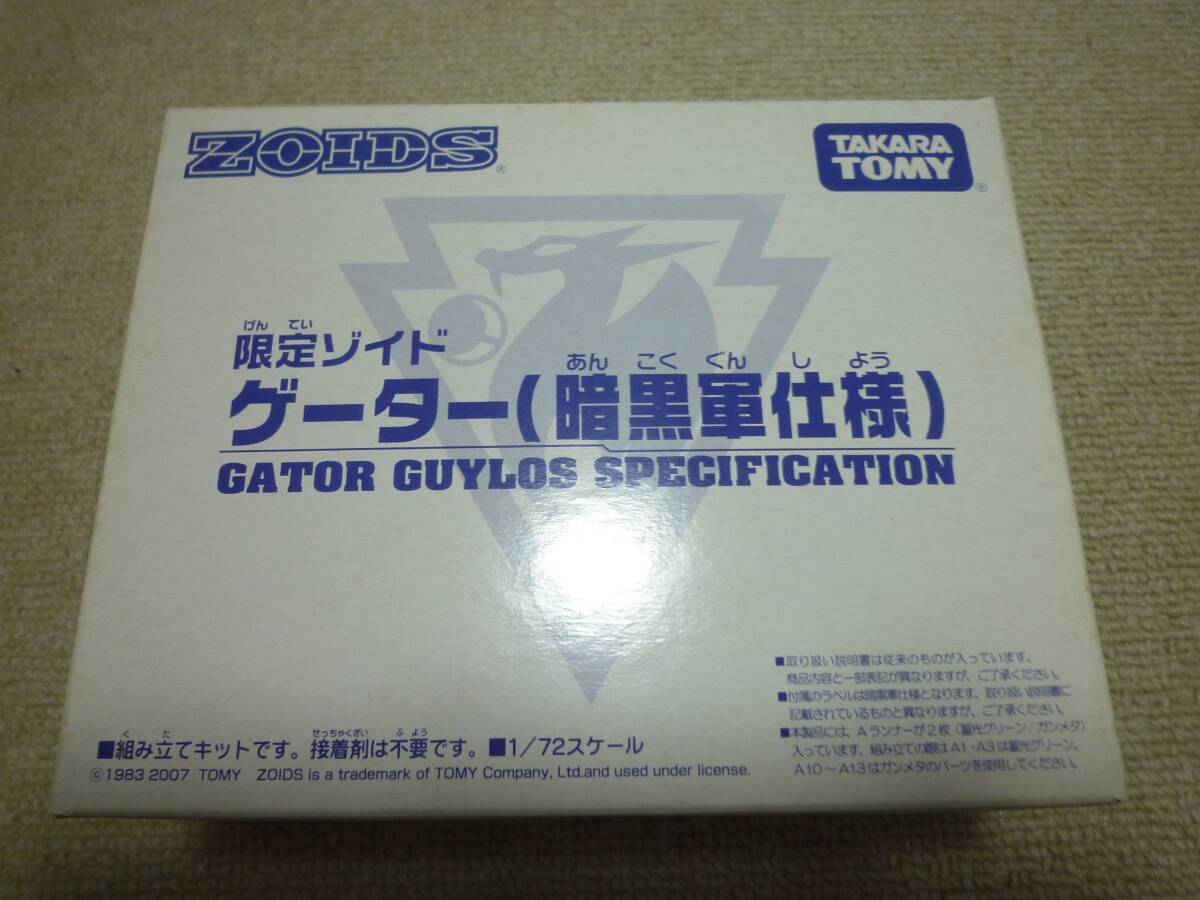 ZOIDS®
TAKARA
TOMY®
げん てい
限定ゾイド
あん こく ぐん し よう
ゲーター(暗黒軍仕様)
GATOR GUYLOS SPECIFICATION
■取り扱い説明書は従来のものが入っています。
商品内容と一部表記が異なりますが、ご了承ください。
■付属のラベルは暗黒軍仕様となります。取り扱い説明書に
記載されているものと異なりますが、ご了承ください。
■本製品には、Aランナーが2枚(蓄光グリーン/ガンメタ)
入っています。組み立ての際はA1・A3は蓄光グリーン、
A10〜A13はガンメタのパーツを使用してください。
く た せっちゃくざい ふ よう
■組み立てキットです。接着剤は不要です。■1/72スケール
©1983 2007 TOMY ZOIDS is a trademark of TOMY Company, Ltd.and used under license.